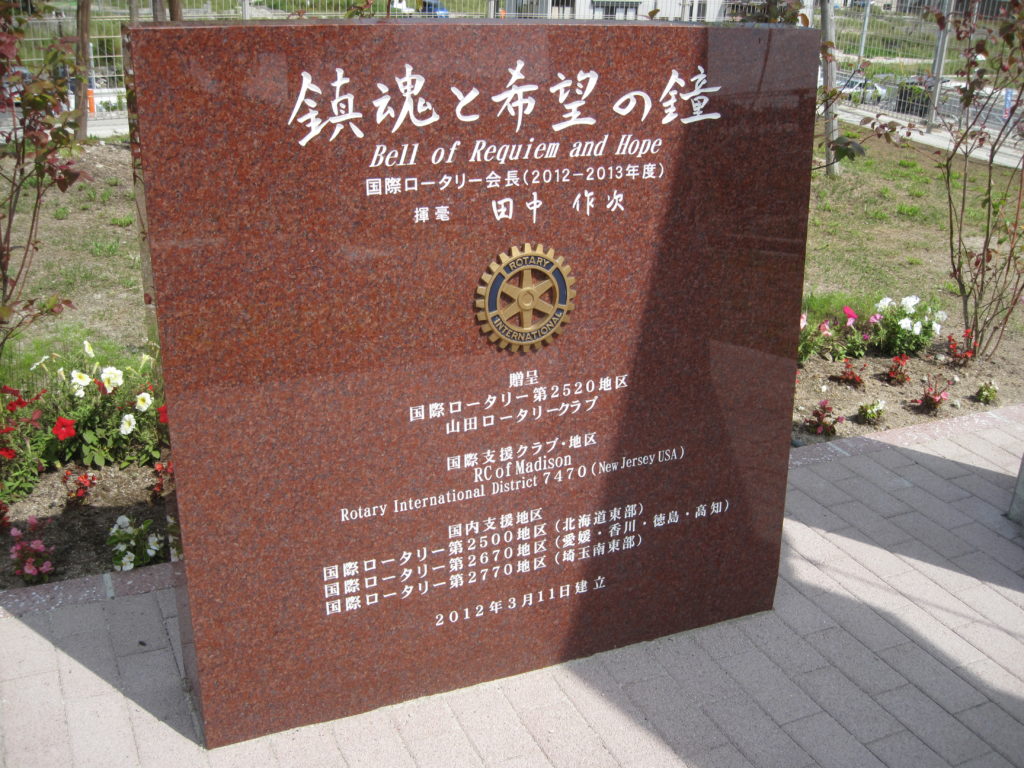 鎮魂と希望の鐘
Bell of Requiem and Hope
国際ロータリー会長(2012-2013年度)
揮毫 田中 作次
ROTARY
INTERNATIONAL
贈呈
国際ロータリー第2520地区
山田ロータリークラブ
国際支援クラブ・地区
RC of Madison
Rotary International District 7470 (New Jersey USA)
国内支援地区
国際ロータリー第2500地区 (北海道東部)
国際ロータリー第2670地区 (愛媛・香川・徳島・高知)
国際ロータリー第2770地区 (埼玉南東部)
2012年3月11日建立